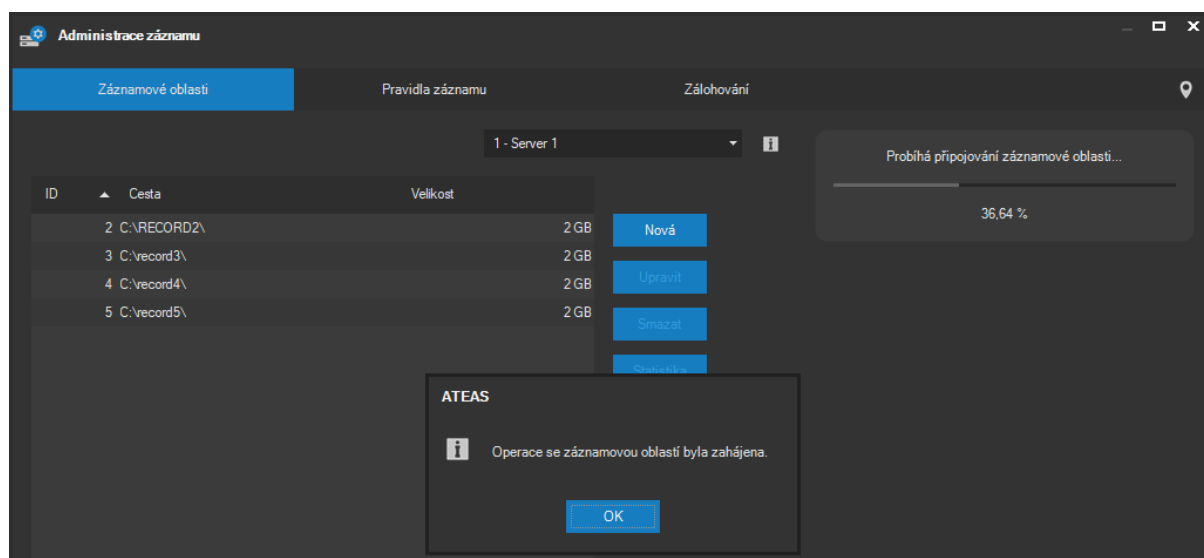 Administrace záznamu
Záznamové oblasti Pravidla záznamu Zálohování
1 - Server 1
Probíhá připojování záznamové oblasti...
36,64 %
ID Cesta Velikost
2 C:\RECORD2\ 2 GB
3 C:\record3\ 2 GB
4 C:\record4\ 2 GB
5 C:\record5\ 2 GB
Nová
Upravit
Smazat
Statistika
ATEAS
Operace se záznamovou oblastí byla zahájena.
OK